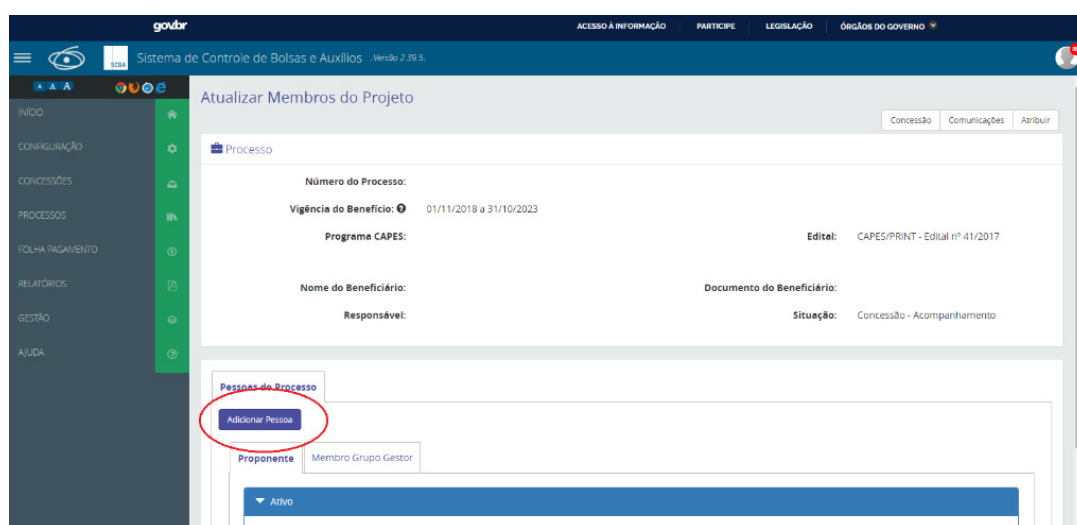 govbr
ACESSO À INFORMAÇÃO PARTICIPE LEGISLAÇÃO ÓRGÃOS DO GOVERNO
SCBA Sistema de Controle de Bolsas e Auxílios .Versão 2.39.5.
A A A
INÍCIO
CONFIGURAÇÃO
CONCESSÕES
PROCESSOS
FOLHA PAGAMENTO
RELATÓRIOS
GESTÃO
AJUDA
Atualizar Membros do Projeto
Concessão Comunicações Atribuir
Processo
Número do Processo:
Vigência do Benefício: 01/11/2018 a 31/10/2023
Programa CAPES: Edital: CAPES/PRINT - Edital nº 41/2017
Nome do Beneficiário: Documento do Beneficiário:
Responsável: Situação: Concessão - Acompanhamento
Pessoas do Processo
Adicionar Pessoa
Proponente Membro Grupo Gestor
Ativo